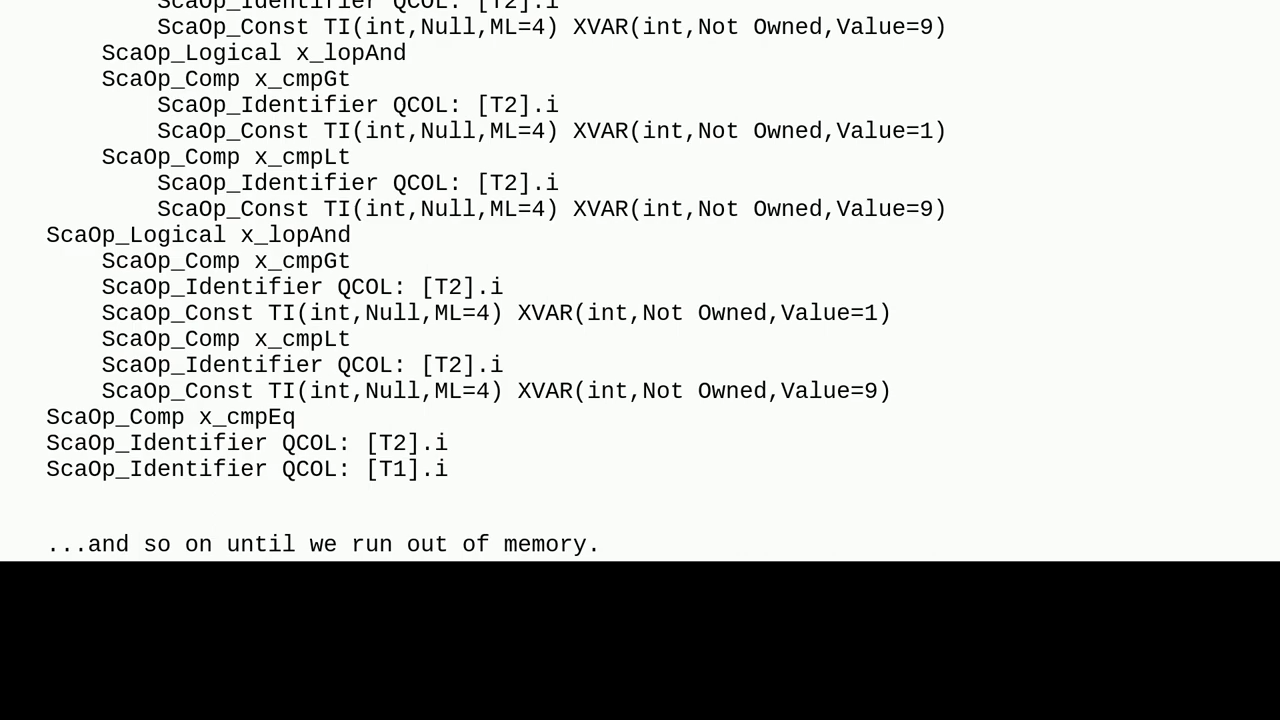 ScaOp_Identifier QCOL: [T2].i
ScaOp_Const TI(int,Null,ML=4) XVAR(int,Not Owned,Value=9)
ScaOp_Logical x_lopAnd
ScaOp_Comp x_cmpGt
ScaOp_Identifier QCOL: [T2].i
ScaOp_Const TI(int,Null,ML=4) XVAR(int,Not Owned,Value=1)
ScaOp_Comp x_cmpLt
ScaOp_Identifier QCOL: [T2].i
ScaOp_Const TI(int,Null,ML=4) XVAR(int,Not Owned,Value=9)
ScaOp_Logical x_lopAnd
ScaOp_Comp x_cmpGt
ScaOp_Identifier QCOL: [T2].i
ScaOp_Const TI(int,Null,ML=4) XVAR(int,Not Owned,Value=1)
ScaOp_Comp x_cmpLt
ScaOp_Identifier QCOL: [T2].i
ScaOp_Const TI(int,Null,ML=4) XVAR(int,Not Owned,Value=9)
ScaOp_Comp x_cmpEq
ScaOp_Identifier QCOL: [T2].i
ScaOp_Identifier QCOL: [T1].i
...and so on until we run out of memory.